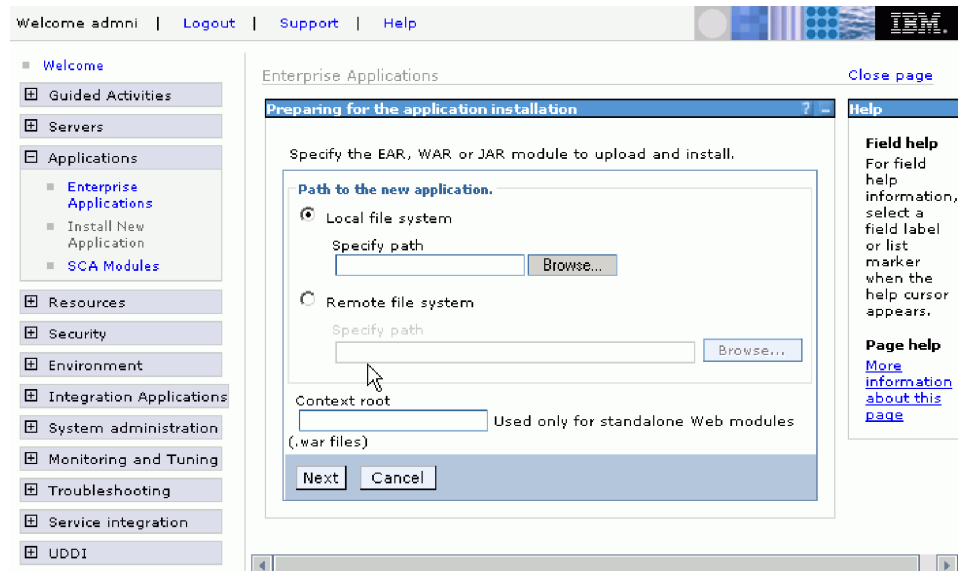 Welcome admni | Logout | Support | Help
IBM.
Welcome
Guided Activities
Servers
Applications
Enterprise
Applications
Install New
Application
SCA Modules
Resources
Security
Environment
Integration Applications
System administration
Monitoring and Tuning
Troubleshooting
Service integration
UDDI
Enterprise Applications
Close page
Preparing for the application installation ? -
Specify the EAR, WAR or JAR module to upload and install.
Path to the new application.
Local file system
Specify path
Browse...
Remote file system
Specify path
Browse...
Context root
Used only for standalone Web modules
(.war files)
Next Cancel
Help
Field help
For field
help
information,
select a
field label
or list
marker
when the
help cursor
appears.
Page help
More
information
about this
page